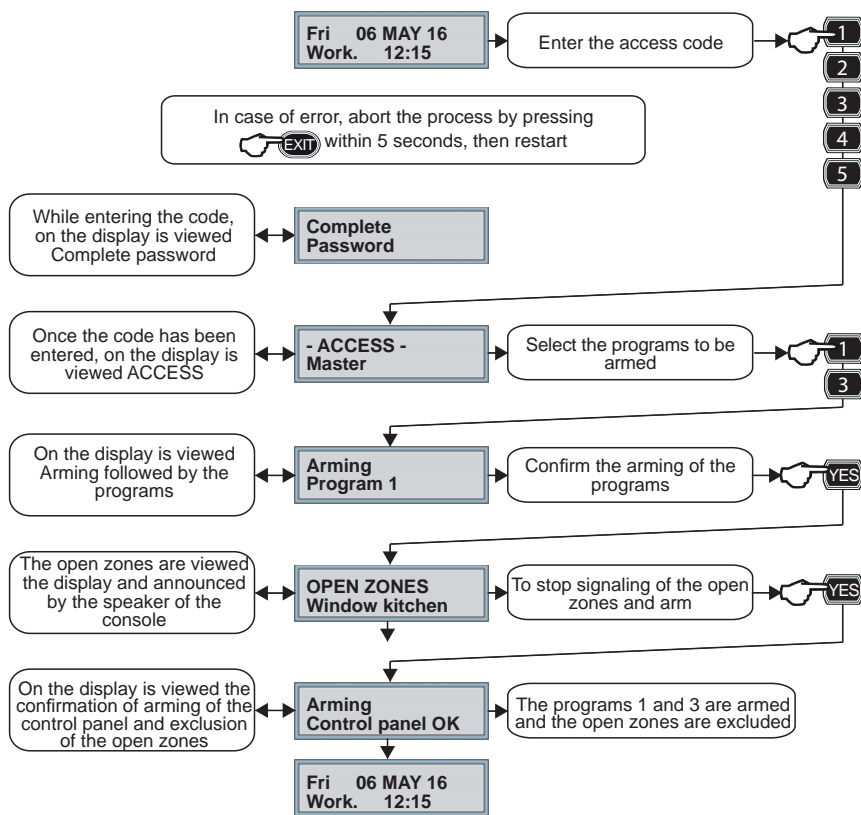 Fri 06 MAY 16
Work. 12:15
Enter the access code
1
2
3
4
5
In case of error, abort the process by pressing
EXIT within 5 seconds, then restart
While entering the code,
on the display is viewed
Complete password
Complete
Password
Once the code has been
entered, on the display is
viewed ACCESS
- ACCESS -
Master
Select the programs to be
armed
1
3
On the display is viewed
Arming followed by the
programs
Arming
Program 1
Confirm the arming of the
programs
YES
The open zones are viewed
the display and announced
by the speaker of the
console
OPEN ZONES
Window kitchen
To stop signaling of the open
zones and arm
YES
On the display is viewed the
confirmation of arming of the
control panel and exclusion
of the open zones
Arming
Control panel OK
The programs 1 and 3 are armed
and the open zones are excluded
Fri 06 MAY 16
Work. 12:15